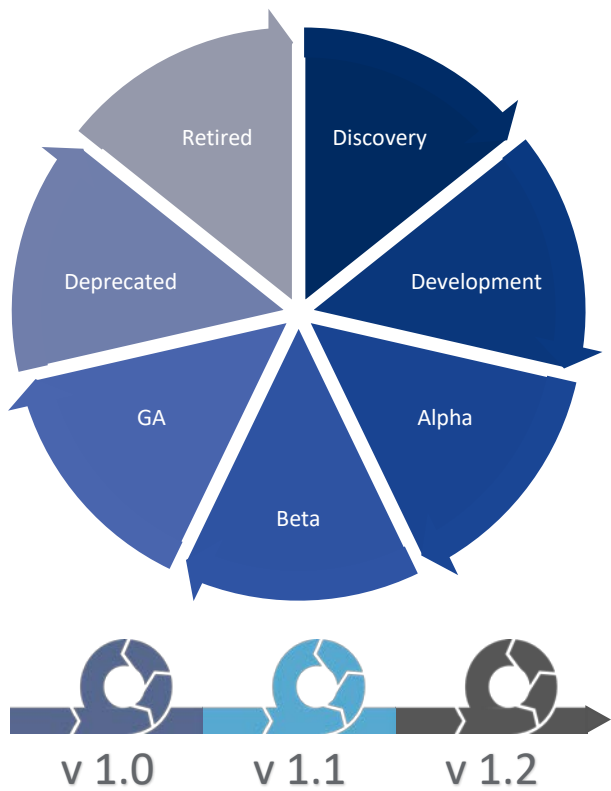 Retired
Discovery
Deprecated
Development
GA
Alpha
Beta
v 1.0
v 1.1
v 1.2